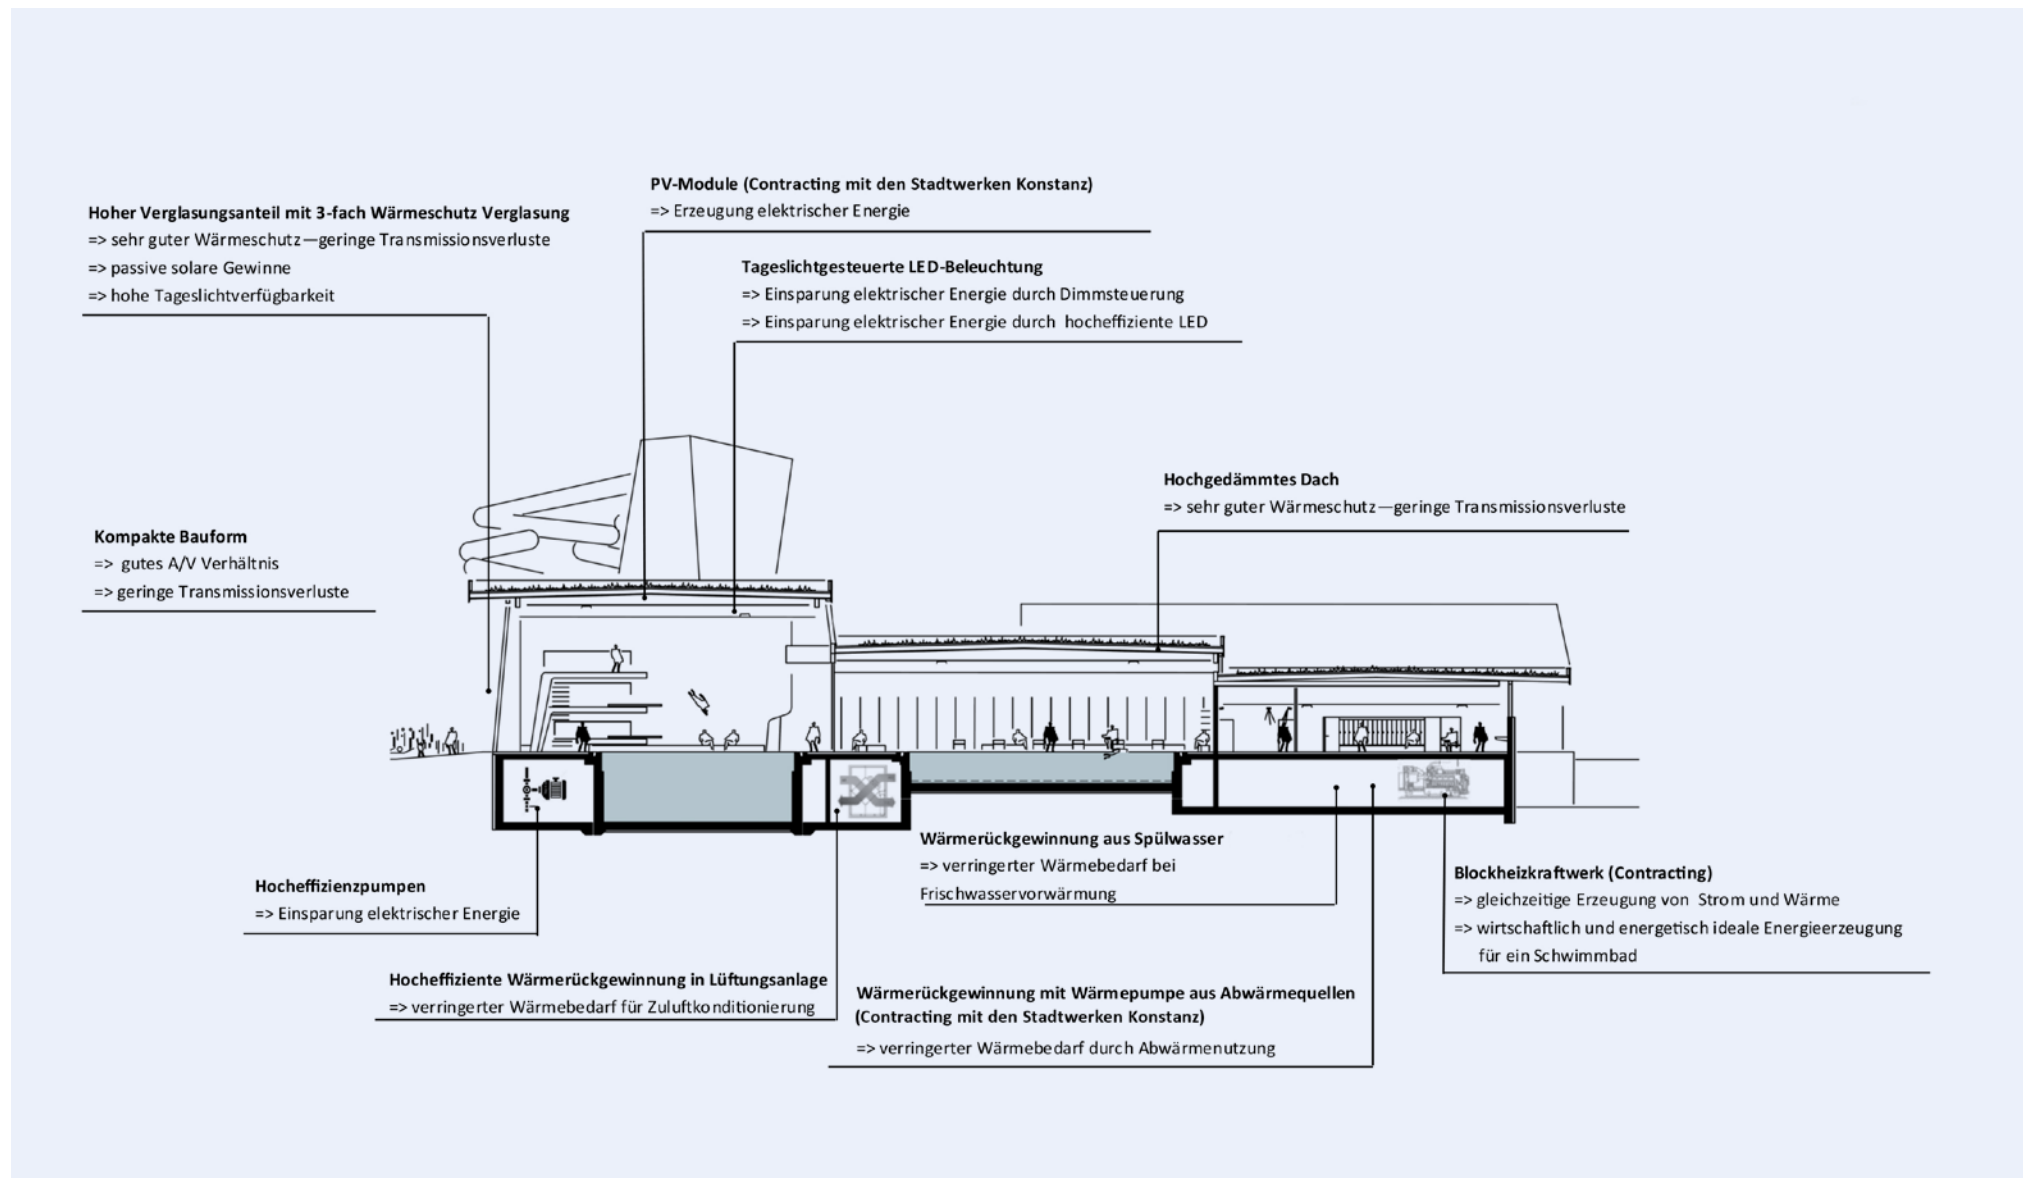 PV-Module (Contracting mit den Stadtwerken Konstanz)
=> Erzeugung elektrischer Energie
Hoher Verglasungsanteil mit 3-fach Wärmeschutz Verglasung
=> sehr guter Wärmeschutz—geringe Transmissionsverluste
=> passive solare Gewinne
=> hohe Tageslichtverfügbarkeit
Tageslichtgesteuerte LED-Beleuchtung
=> Einsparung elektrischer Energie durch Dimmsteuerung
=> Einsparung elektrischer Energie durch hocheffiziente LED
Hochgedämmtes Dach
=> sehr guter Wärmeschutz—geringe Transmissionsverluste
Kompakte Bauform
=> gutes A/V Verhältnis
=> geringe Transmissionsverluste
Wärmerückgewinnung aus Spülwasser
=> verringerter Wärmebedarf bei
Frischwasservorwärmung
Blockheizkraftwerk (Contracting)
=> gleichzeitige Erzeugung von Strom und Wärme
=> wirtschaftlich und energetisch ideale Energieerzeugung
für ein Schwimmbad
Hocheffizienzpumpen
=> Einsparung elektrischer Energie
Hocheffiziente Wärmerückgewinnung in Lüftungsanlage
=> verringerter Wärmebedarf für Zuluftkonditionierung
Wärmerückgewinnung mit Wärmepumpe aus Abwärmequellen
(Contracting mit den Stadtwerken Konstanz)
=> verringerter Wärmebedarf durch Abwärmenutzung